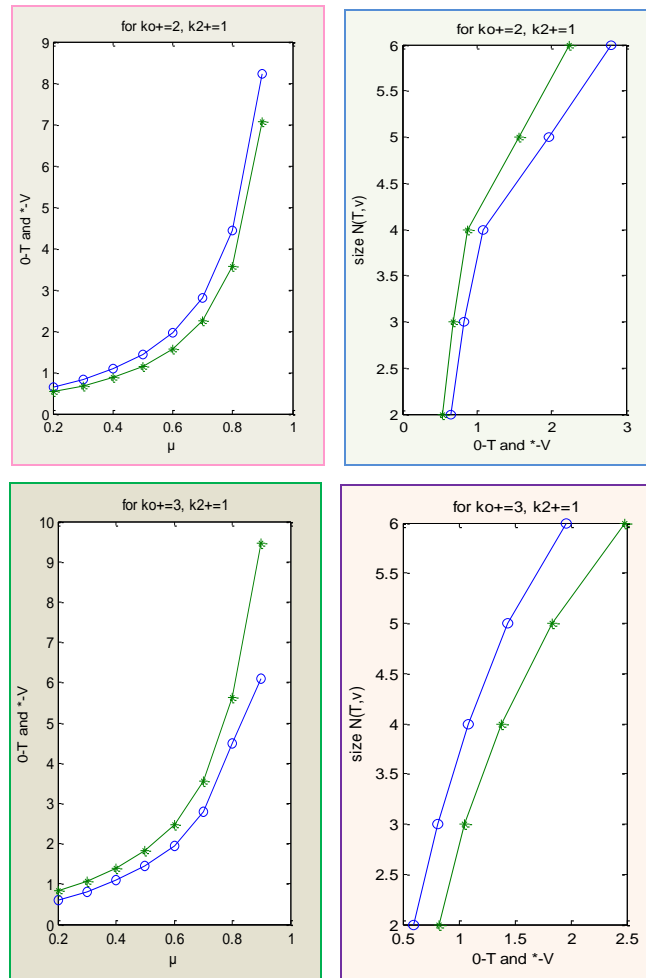 for ko+=2, k2+=1
9
8
7
6
5
4
3
2
1
0
0-T and *-V
0.2 0.4 0.6 0.8 1
µ
for ko+=2, k2+=1
6
5.5
5
4.5
4
3.5
3
2.5
2
size N(T,v)
0 1 2 3
0-T and *-V
for ko+=3, k2+=1
10
9
8
7
6
5
4
3
2
1
0
0-T and *-V
0.2 0.4 0.6 0.8 1
µ
for ko+=3, k2+=1
6
5.5
5
4.5
4
3.5
3
2.5
2
size N(T,v)
0.5 1 1.5 2 2.5
0-T and *-V